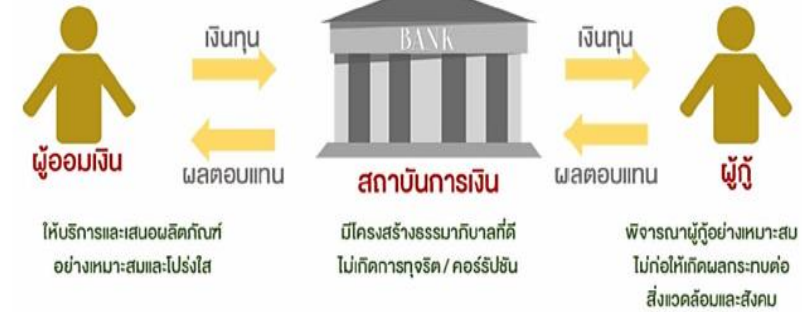 เงินทุน
BANK
เงินทุน
ผู้ออมเงิน
ผลตอบแทน
สถาบันการเงิน
ผลตอบแทน
ผู้กู้
ให้บริการและเสนอผลิตภัณฑ์
อย่างเหมาะสมและโปร่งใส
มีโครงสร้างธรรมาภิบาลที่ดี
ไม่เกิดการทุจริต / คอร์รัปชัน
พิจารณาผู้กู้อย่างเหมาะสบ
ไม่ก่อให้เกิดผลกระทบต่อ
สิ่งแวดล้อมและสังคม